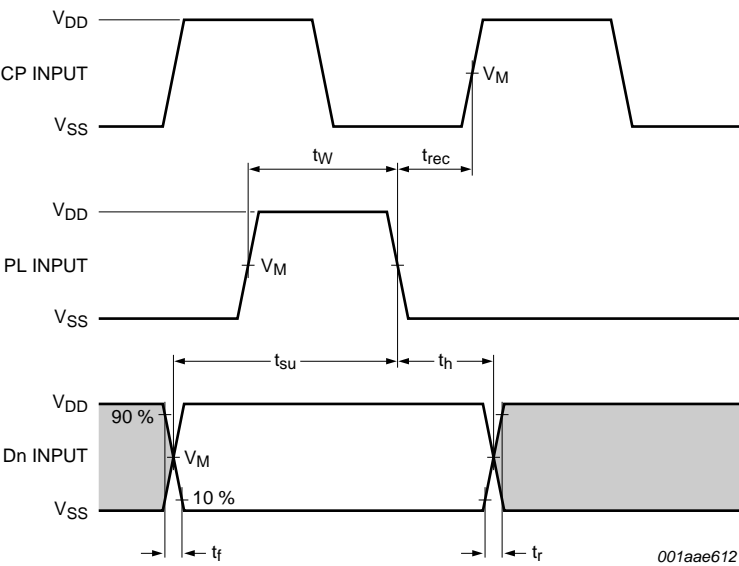 VDD
CP INPUT
VM
VSS
tW
trec
VDD
PL INPUT
VM
VSS
tsu
th
VDD
90 %
Dn INPUT
VM
10 %
VSS
tf
tr
001aae612